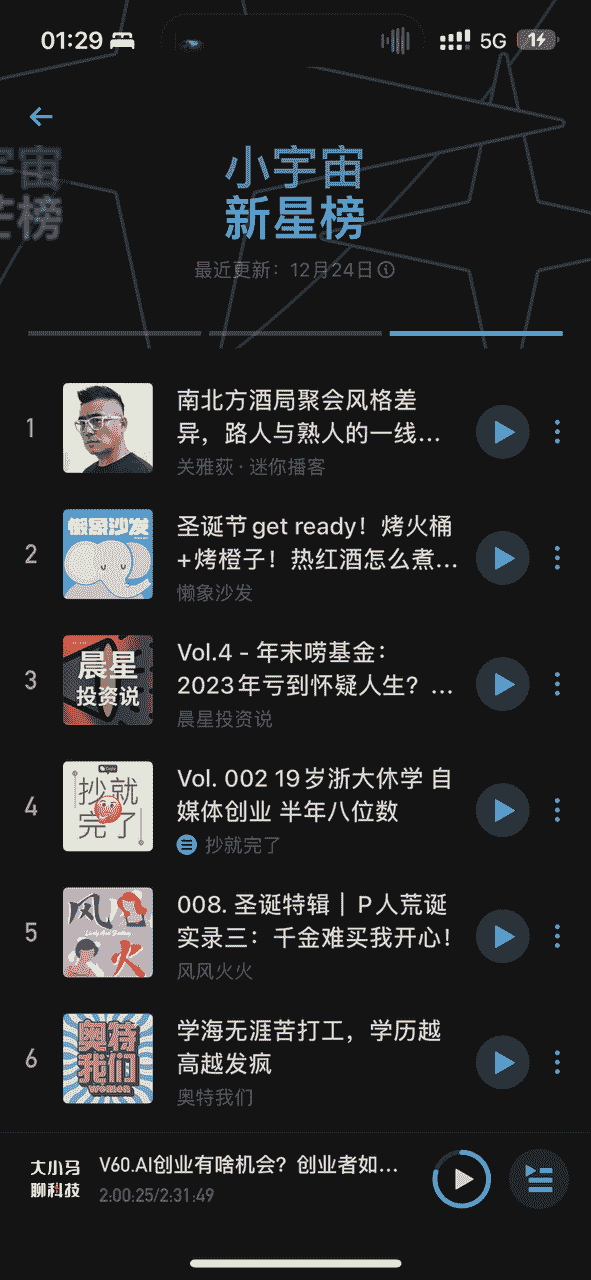 01:29
5G
1
宇宙
芒榜
小宇宙
新星榜
最近更新：12月24日
1
南北方酒局聚会风格差
异，路人与熟人的一线...
关雅荻 · 迷你播客
2
懒象沙发
圣诞节 get ready！烤火桶
+烤橙子！热红酒怎么煮...
懒象沙发
3
晨星
投资说
Vol.4 - 年末唠基金：
2023年亏到怀疑人生？...
晨星投资说
4
抄就
完了
Vol. 002 19岁浙大休学 自
媒体创业 半年八位数
抄就完了
5
风
火
008. 圣诞特辑｜P人荒诞
实录三：千金难买我开心！
风风火火
6
奥特
我们
WOMEN
学海无涯苦打工，学历越
高越发疯
奥特我们
大小马
聊科技
V60.AI创业有啥机会？创业者如...
2:00:25/2:31:49